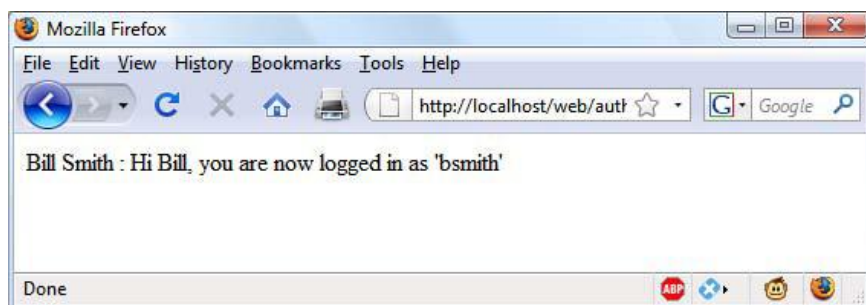 Mozilla Firefox
File Edit View History Bookmarks Tools Help
http://localhost/web/auth G Google
Bill Smith : Hi Bill, you are now logged in as 'bsmith'
Done ABP